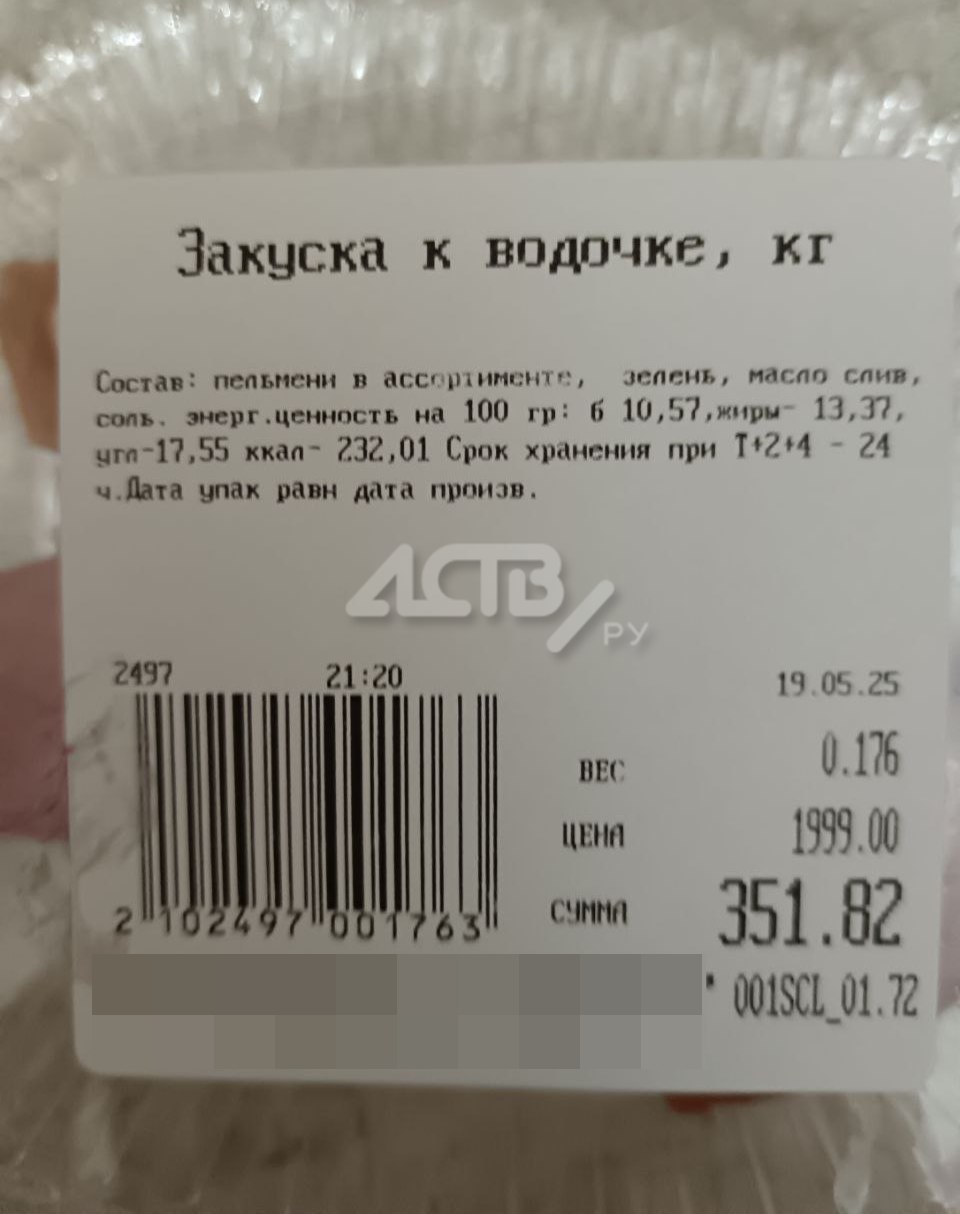 Закуска к водочке, кг
Состав: пельмени в ассортименте, зелень, масло слив,
соль. энерг.ценность на 100 гр: б 10,57,жиры- 13,37,
угл-17,55 ккал- 232,01 Срок хранения при Т+2+4 - 24
ч.Дата упак равн дата произв.
АСТВ
РУ
2497 21:20 19.05.25
ВЕС 0.176
ЦЕНА 1999.00
СУММА 351.82
2 102497 001763
001SCL_01.72